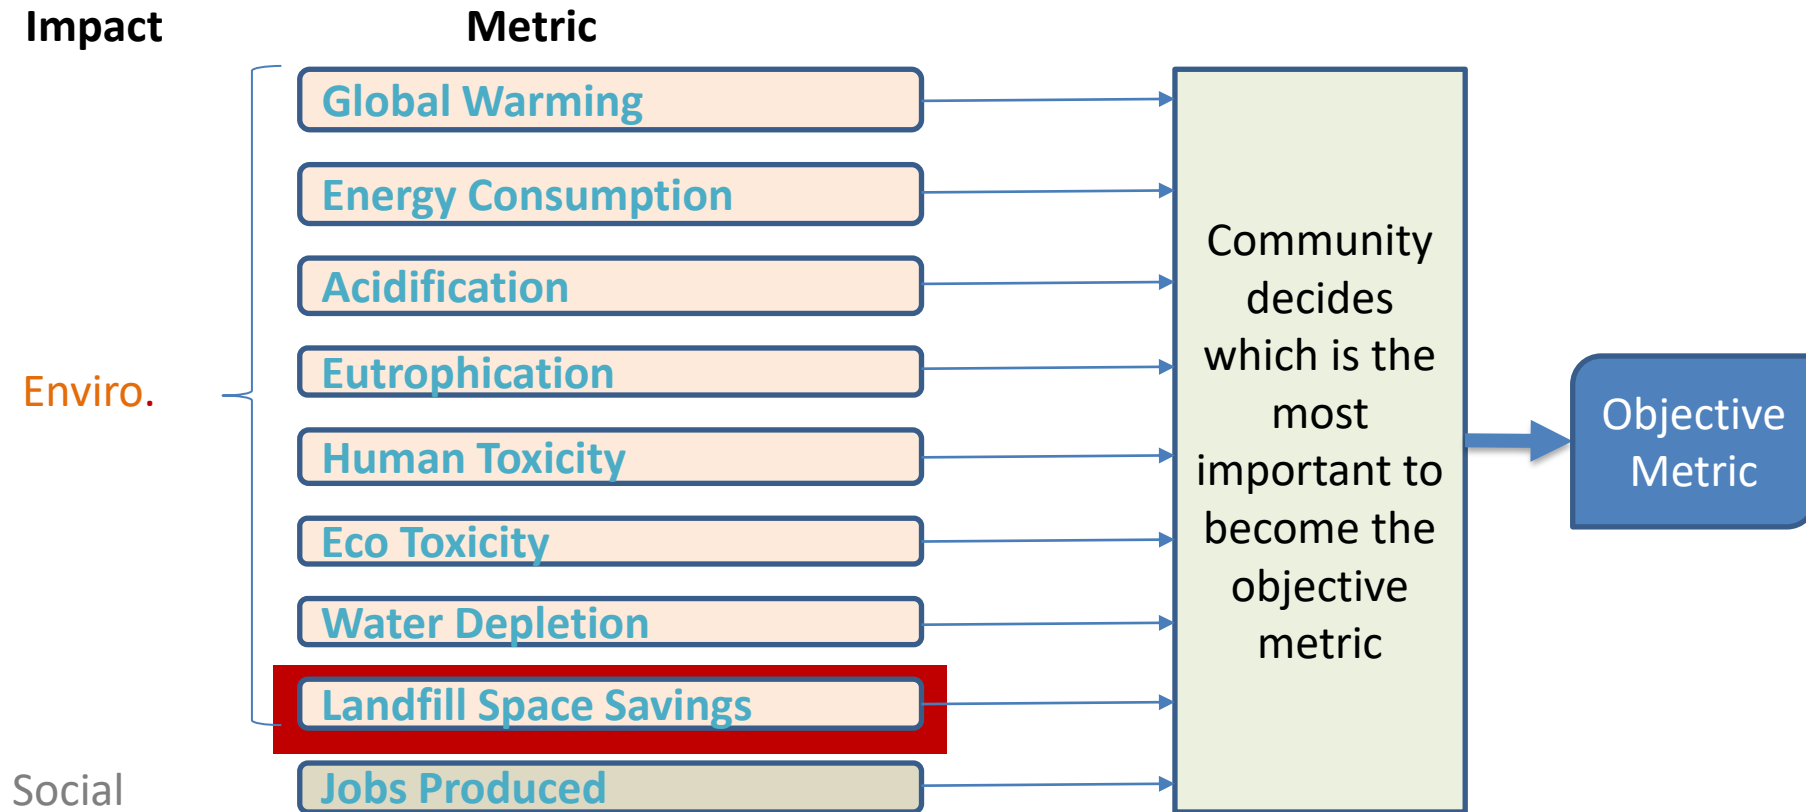 Impact
Metric
Global Warming
Energy Consumption
Acidification
Eutrophication
Enviro.
Human Toxicity
Eco Toxicity
Water Depletion
Landfill Space Savings
Social
Jobs Produced
Community
decides
which is the
most
important to
become the
objective
metric
Objective
Metric